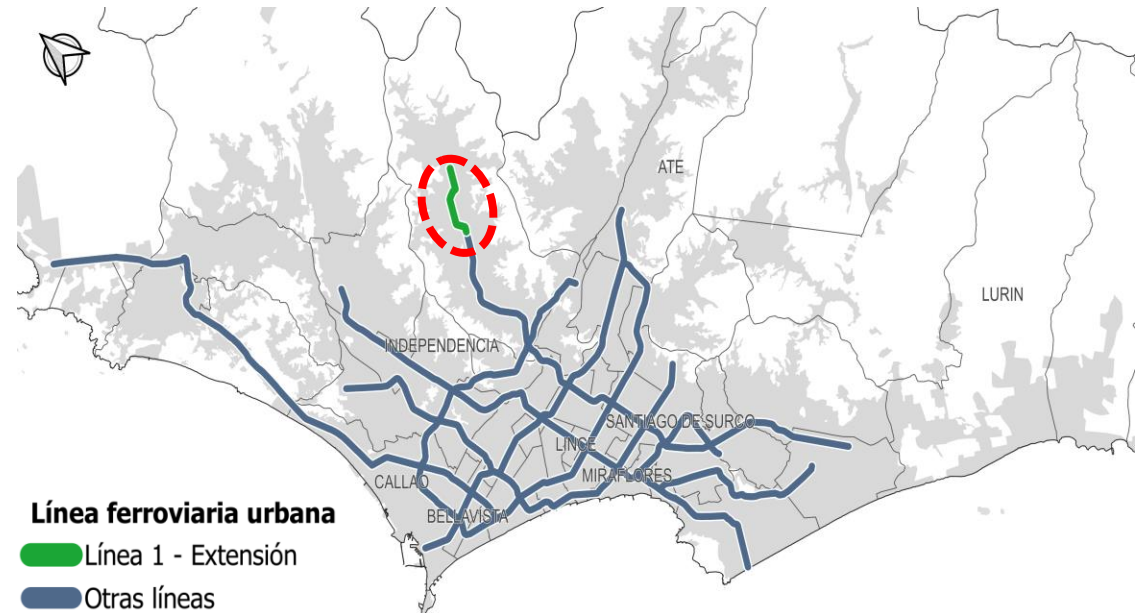 ATE
LURIN
INDEPENDENCIA
SANTIAGO DE SURCO
LINCE
MIRAFLORES
CALLAO
BELLAVISTA
Línea ferroviaria urbana
Línea 1 - Extensión
Otras líneas